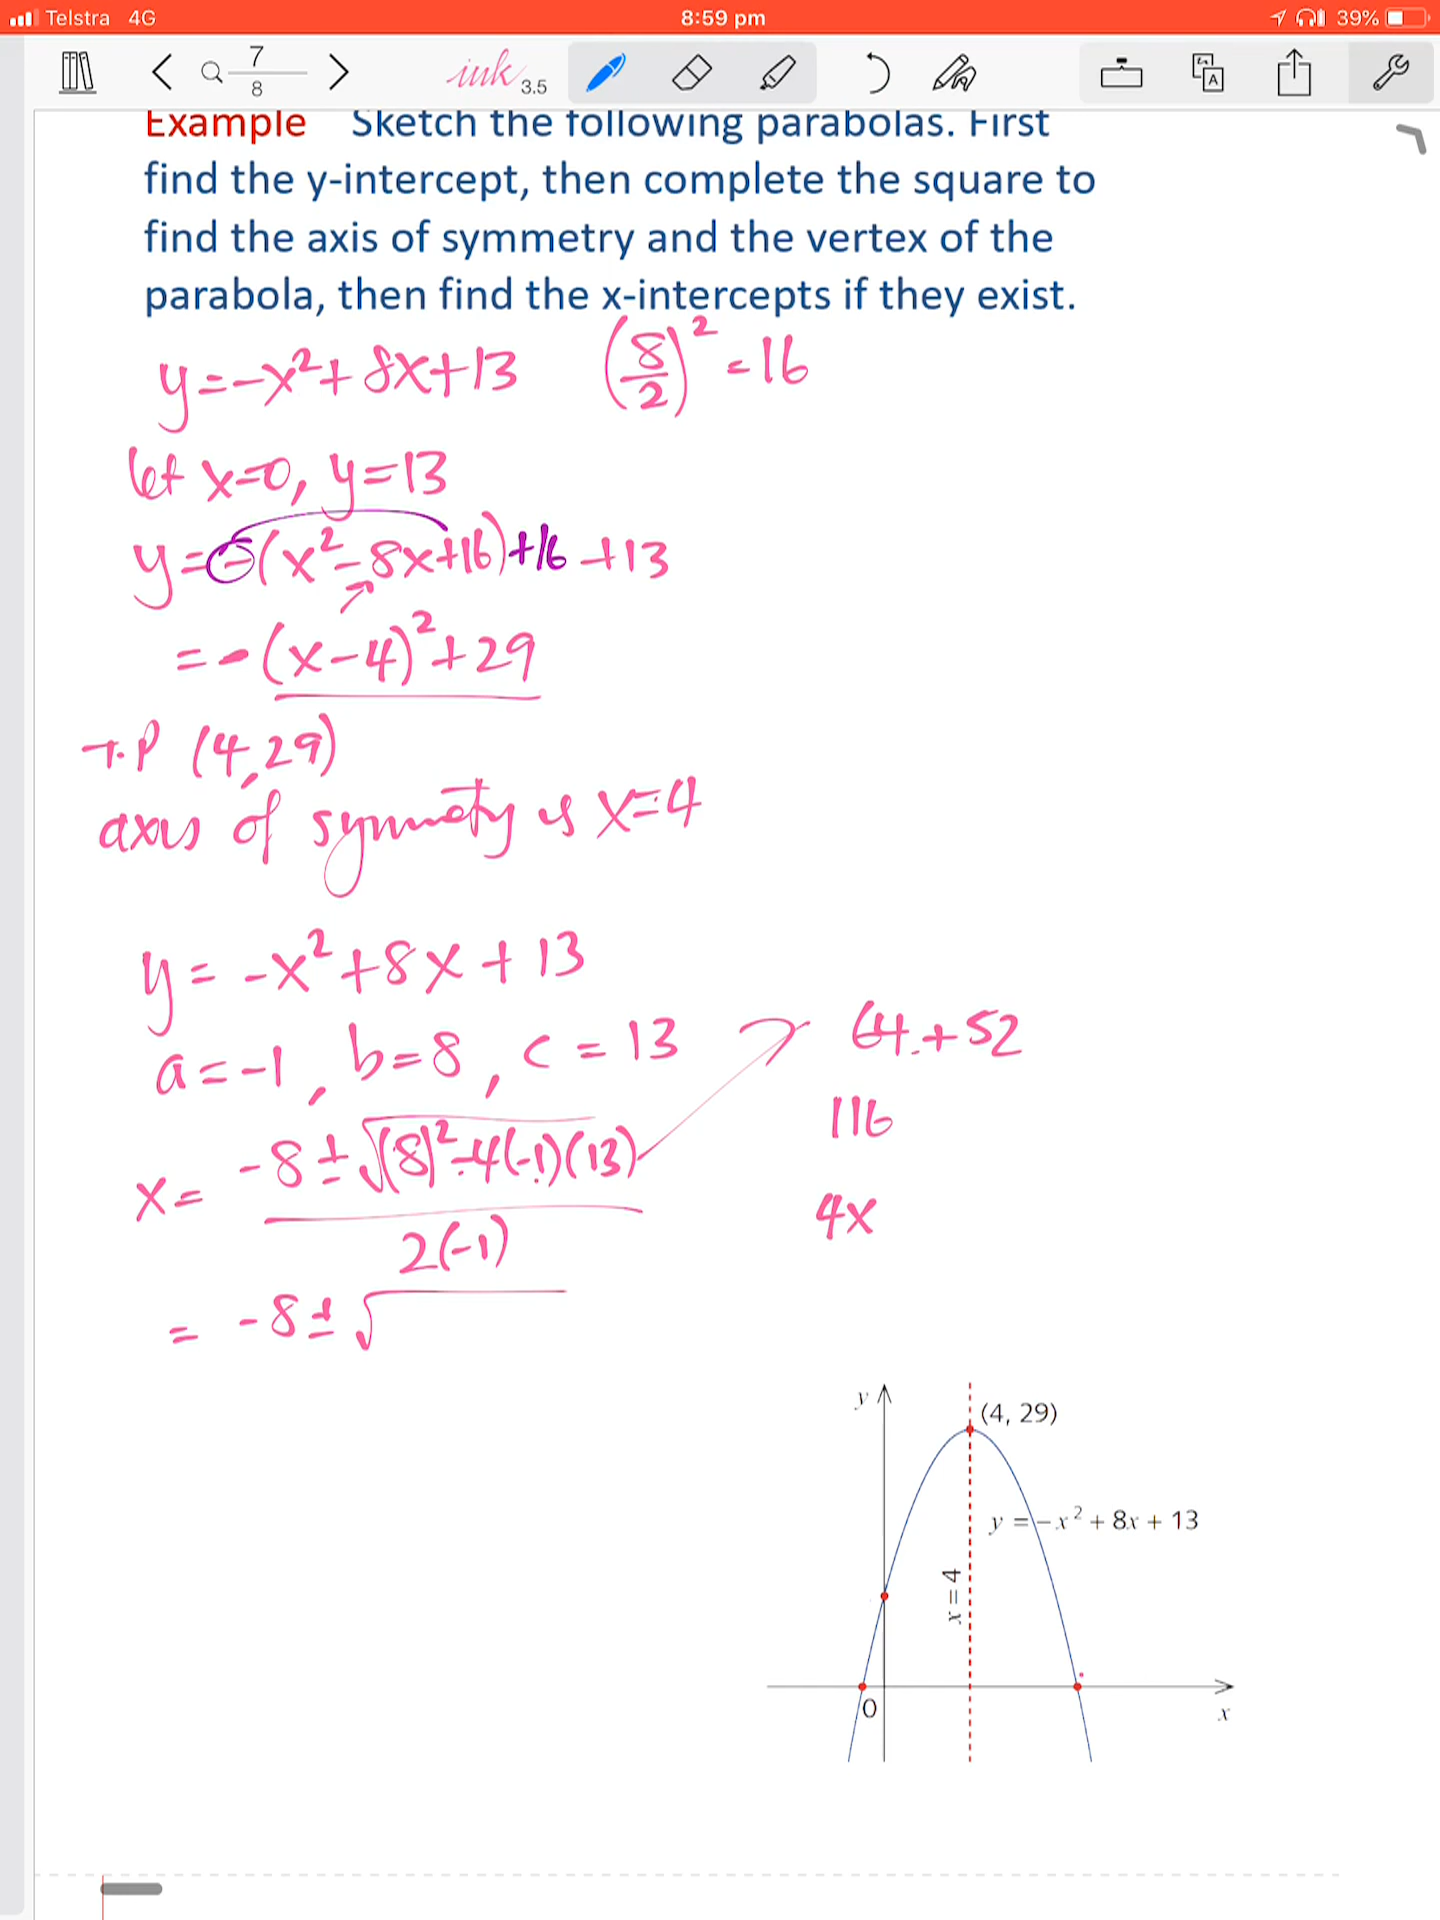 Telstra 4G 8:59 pm 39%
7
8
ink 3.5
Example Sketch the following parabolas. First
find the y-intercept, then complete the square to
find the axis of symmetry and the vertex of the
parabola, then find the x-intercepts if they exist.
y=-x²+8x+13 (8/2)²=16
let x=0, y=13
y=-(x²-8x+16)+16+13
=-(x-4)²+29
T.P (4,29)
axis of symmetry is x=4
y=-x²+8x+13
a=-1, b=8, c=13 64+52
116
x= -8±√(8)²-4(-1)(13)
2(-1)
4x
= -8±√
y
(4, 29)
y = -x² + 8x + 13
x = 4
0
x